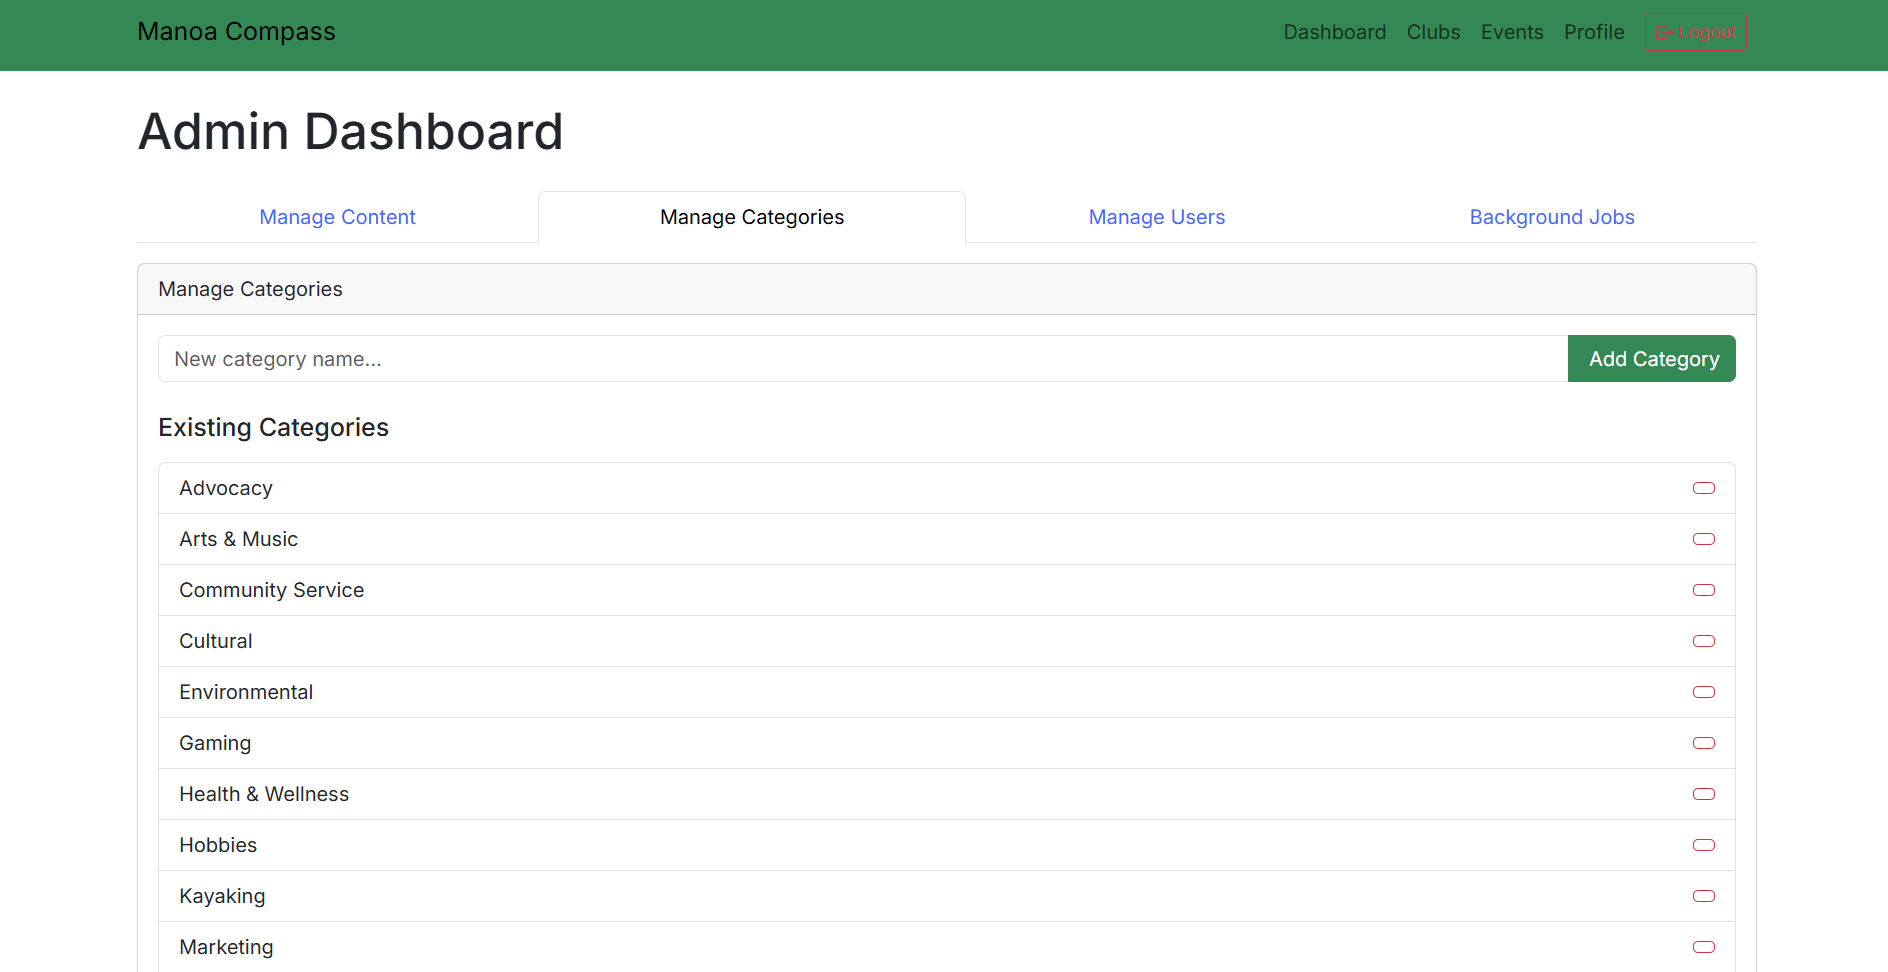 Manoa Compass
Dashboard Clubs Events Profile Logout
Admin Dashboard
Manage Content Manage Categories Manage Users Background Jobs
Manage Categories
New category name...
Add Category
Existing Categories
Advocacy
Arts & Music
Community Service
Cultural
Environmental
Gaming
Health & Wellness
Hobbies
Kayaking
Marketing